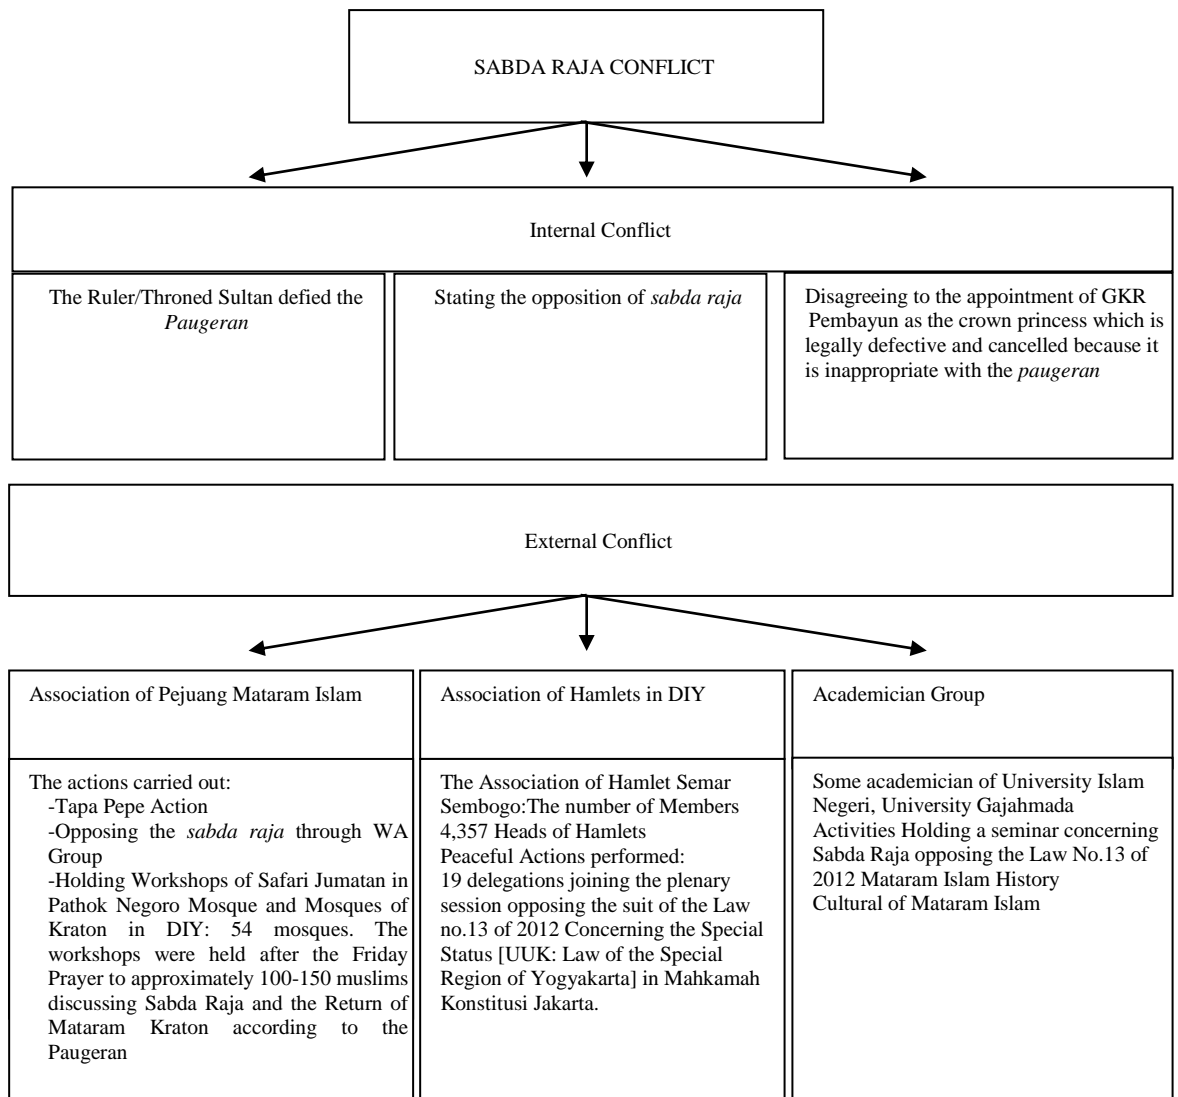 SABDA RAJA CONFLICT
Internal Conflict
The Ruler/Throned Sultan defied the
Paugeran
Stating the opposition of sabda raja
Disagreeing to the appointment of GKR
Pembayun as the crown princess which is
legally defective and cancelled because it
is inappropriate with the paugeran
External Conflict
Association of Pejuang Mataram Islam
The actions carried out:
-Tapa Pepe Action
-Opposing the sabda raja through WA
Group
-Holding Workshops of Safari Jumatan in
Pathok Negoro Mosque and Mosques of
Kraton in DIY: 54 mosques. The
workshops were held after the Friday
Prayer to approximately 100-150 muslims
discussing Sabda Raja and the Return of
Mataram Kraton according to the
Paugeran
Association of Hamlets in DIY
The Association of Hamlet Semar
Sembogo:The number of Members
4,357 Heads of Hamlets
Peaceful Actions performed:
19 delegations joining the plenary
session opposing the suit of the Law
no.13 of 2012 Concerning the Special
Status [UUK: Law of the Special
Region of Yogyakarta] in Mahkamah
Konstitusi Jakarta.
Academician Group
Some academician of University Islam
Negeri, University Gajahmada
Activities Holding a seminar concerning
Sabda Raja opposing the Law No.13 of
2012 Mataram Islam History
Cultural of Mataram Islam